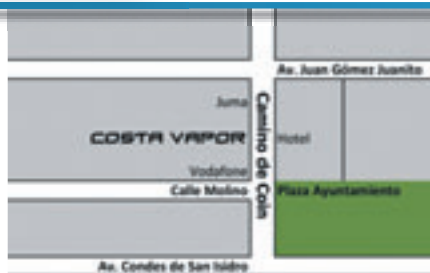 Av. Juan Gómez Juanito
Juma
Camino de Coin
COSTA VAPOR
Hotel
Vodafone
Calle Molino
Plaza Ayuntamiento
Av. Condes de San Isidro